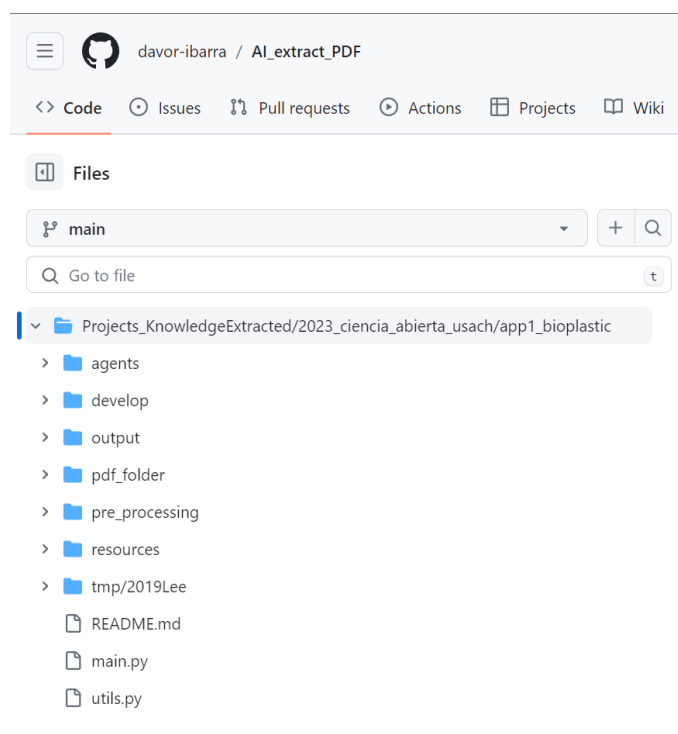 davor-ibarra / AI_extract_PDF
Code Issues Pull requests Actions Projects Wiki
Files
main
Go to file t
Projects_KnowledgeExtracted/2023_ciencia_abierta_usach/app1_bioplastic
agents
develop
output
pdf_folder
pre_processing
resources
tmp/2019Lee
README.md
main.py
utils.py